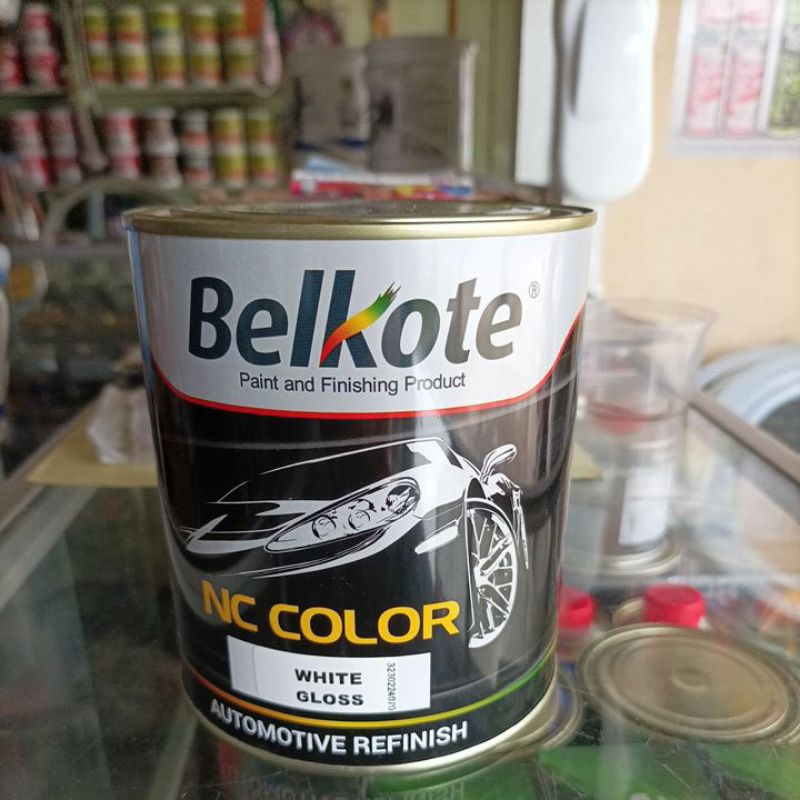 Belkote®
Paint and Finishing Product
NC COLOR
WHITE
GLOSS
AUTOMOTIVE REFINISH